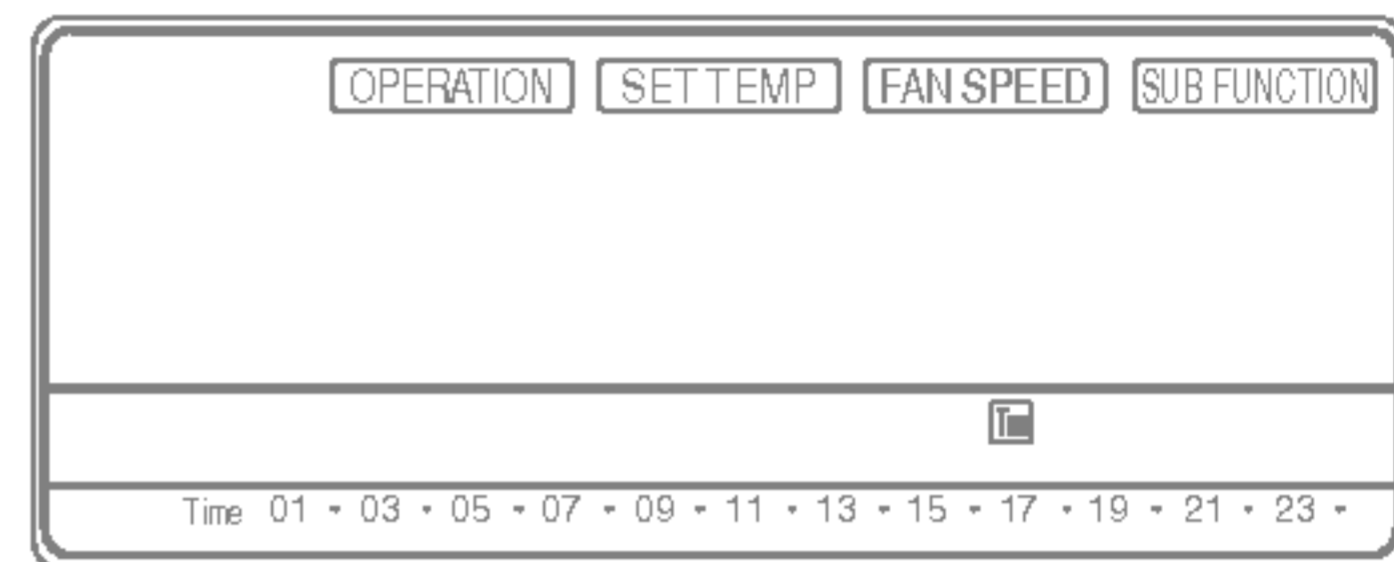 OPERATION SET TEMP FAN SPEED SUB FUNCTION
T
Time 01 - 03 - 05 - 07 - 09 - 11 - 13 - 15 - 17 - 19 - 21 - 23 -